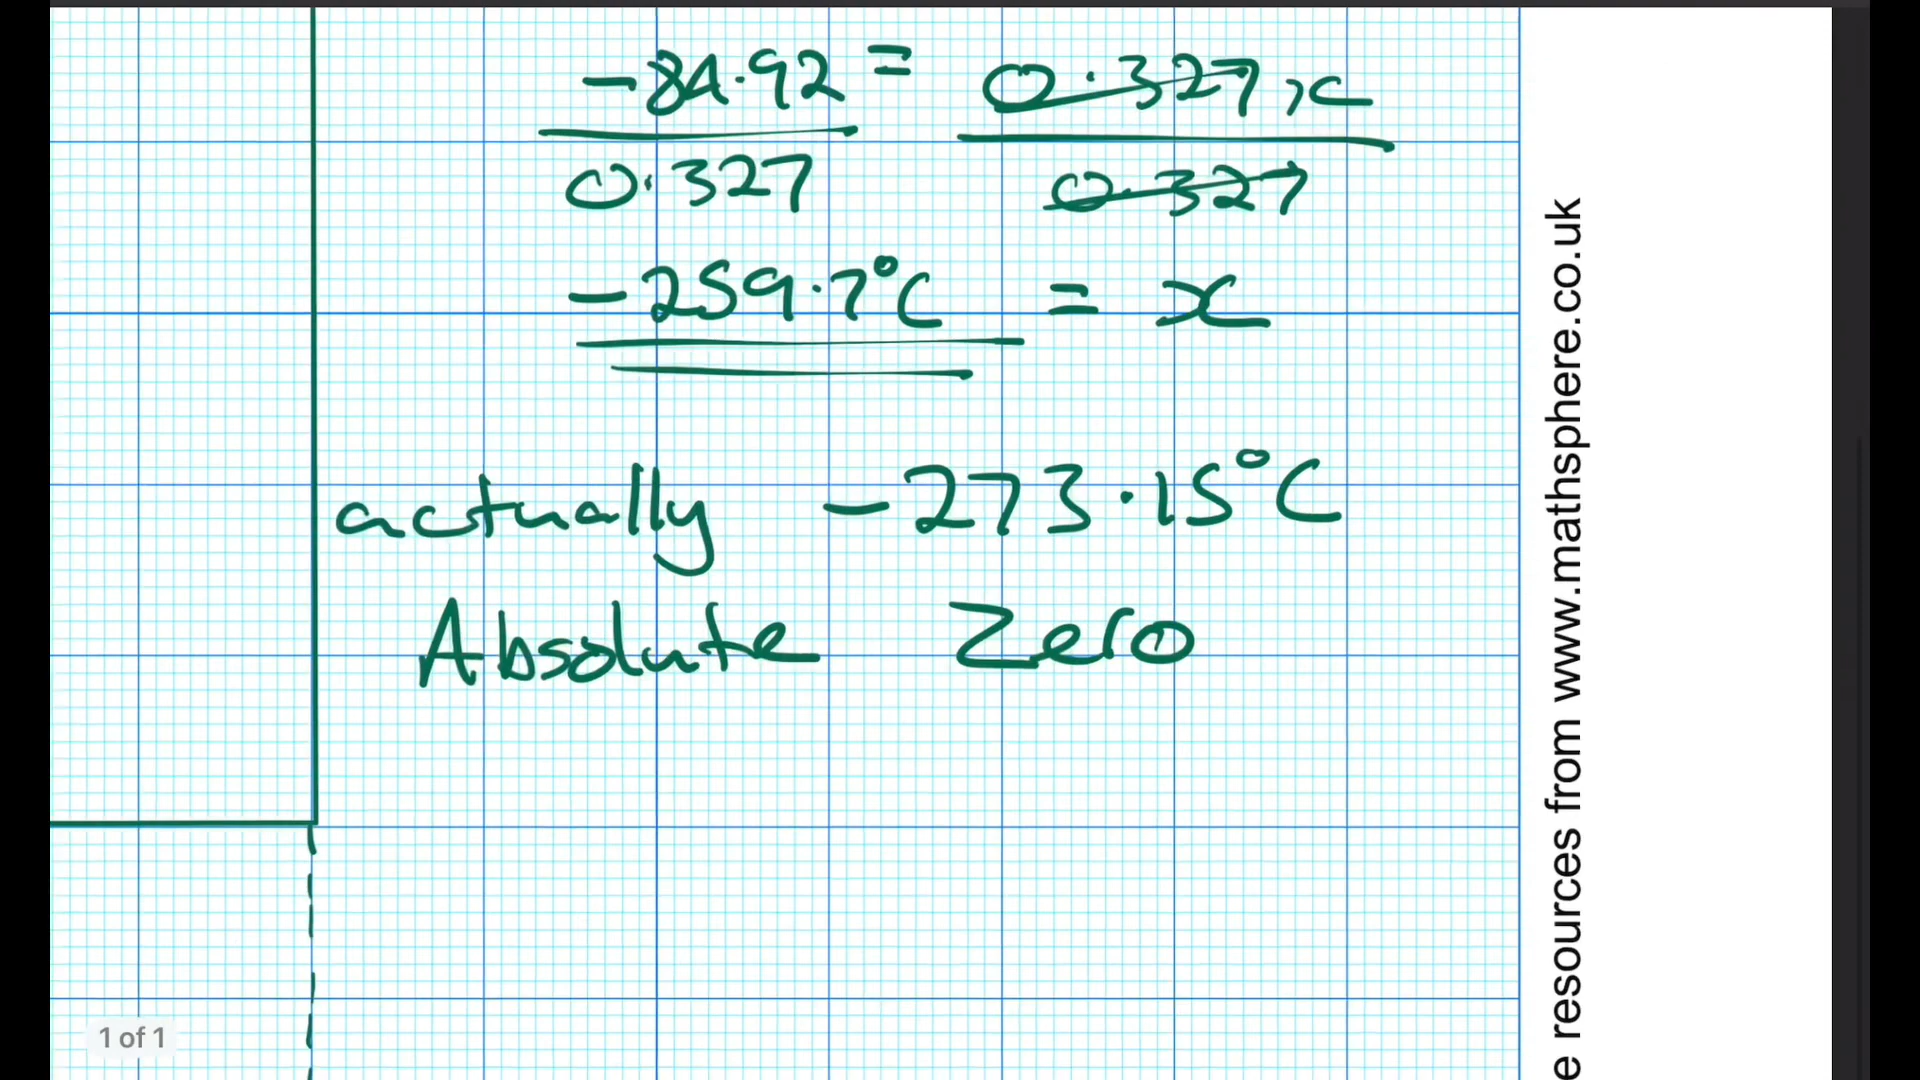 -84.92 = 0.327x
0.327 0.327
-259.7°C = x
actually -273.15°C
Absolute Zero
1 of 1
e resources from www.mathsphere.co.uk